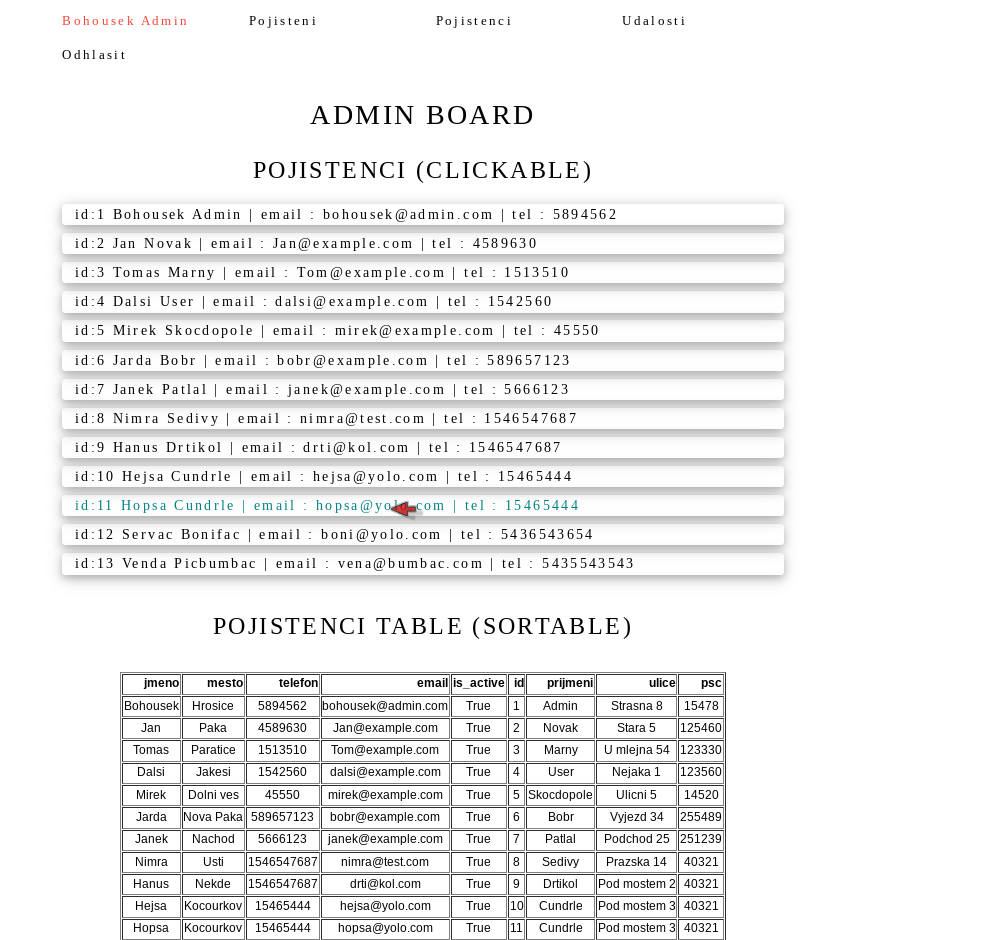 Bohousek Admin Pojisteni Pojistenci Udalosti
Odhlasit
ADMIN BOARD
POJISTENCI (CLICKABLE)
id:1 Bohousek Admin | email : bohousek@admin.com | tel : 5894562
id:2 Jan Novak | email : Jan@example.com | tel : 4589630
id:3 Tomas Marny | email : Tom@example.com | tel : 1513510
id:4 Dalsi User | email : dalsi@example.com | tel : 1542560
id:5 Mirek Skocdopole | email : mirek@example.com | tel : 45550
id:6 Jarda Bobr | email : bobr@example.com | tel : 589657123
id:7 Janek Patlal | email : janek@example.com | tel : 5666123
id:8 Nimra Sedivy | email : nimra@test.com | tel : 1546547687
id:9 Hanus Drtikol | email : drti@kol.com | tel : 1546547687
id:10 Hejsa Cundrle | email : hejsa@yolo.com | tel : 15465444
id:11 Hopsa Cundrle | email : hopsa@yolo.com | tel : 15465444
id:12 Servac Bonifac | email : boni@yolo.com | tel : 5436543654
id:13 Venda Picbumbac | email : vena@bumbac.com | tel : 5435543543
POJISTENCI TABLE (SORTABLE)
jmeno mesto telefon email is_active id prijmeni ulice psc
Bohousek Hrosice 5894562 bohousek@admin.com True 1 Admin Strasna 8 15478
Jan Paka 4589630 Jan@example.com True 2 Novak Stara 5 125460
Tomas Paratice 1513510 Tom@example.com True 3 Marny U mlejna 54 123330
Dalsi Jakesi 1542560 dalsi@example.com True 4 User Nejaka 1 123560
Mirek Dolni ves 45550 mirek@example.com True 5 Skocdopole Ulicni 5 14520
Jarda Nova Paka 589657123 bobr@example.com True 6 Bobr Vyjezd 34 255489
Janek Nachod 5666123 janek@example.com True 7 Patlal Podchod 25 251239
Nimra Usti 1546547687 nimra@test.com True 8 Sedivy Prazska 14 40321
Hanus Nekde 1546547687 drti@kol.com True 9 Drtikol Pod mostem 2 40321
Hejsa Kocourkov 15465444 hejsa@yolo.com True 10 Cundrle Pod mostem 3 40321
Hopsa Kocourkov 15465444 hopsa@yolo.com True 11 Cundrle Pod mostem 3 40321